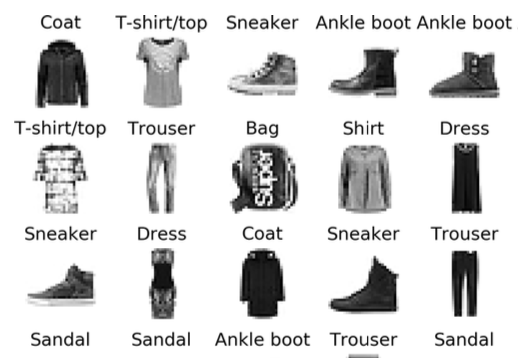 Coat T-shirt/top Sneaker Ankle boot Ankle boot
T-shirt/top Trouser Bag Shirt Dress
Super
Sneaker Dress Coat Sneaker Trouser
Sandal Sandal Ankle boot Trouser Sandal